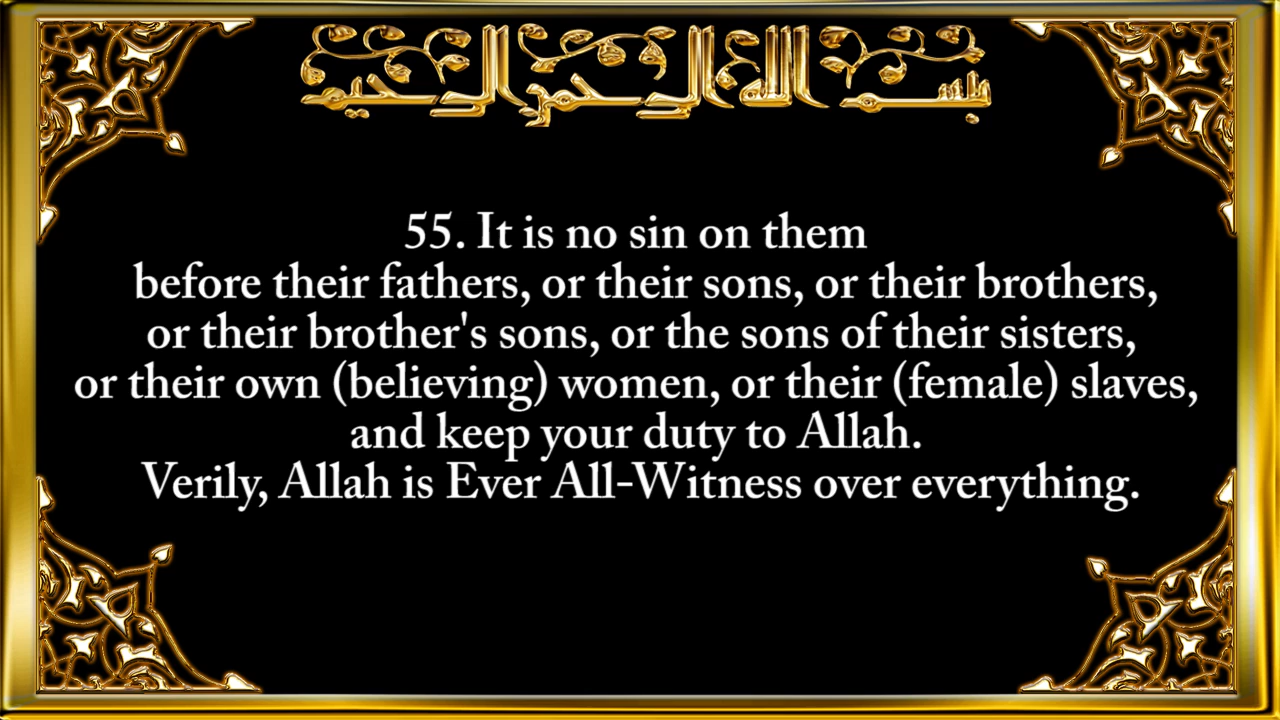 بسم الله الرحمن الرحيم
55. It is no sin on them
before their fathers, or their sons, or their brothers,
or their brother's sons, or the sons of their sisters,
or their own (believing) women, or their (female) slaves,
and keep your duty to Allah.
Verily, Allah is Ever All-Witness over everything.